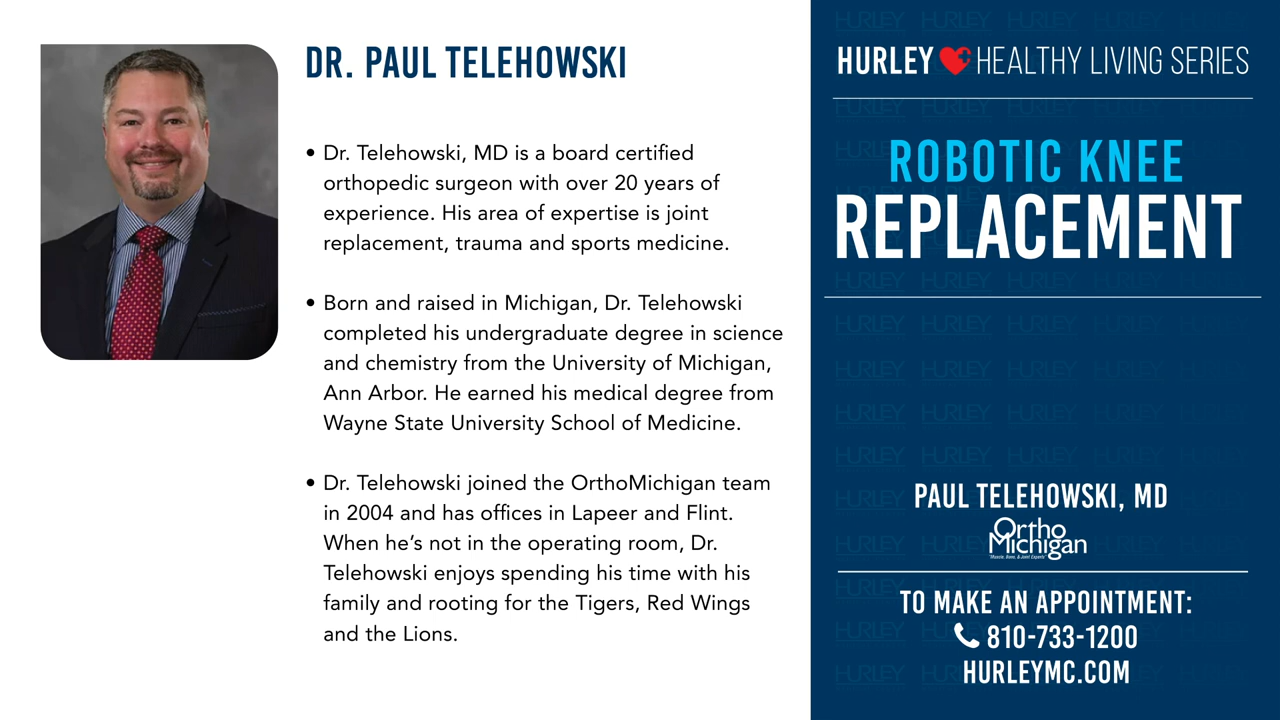 DR. PAUL TELEHOWSKI
• Dr. Telehowski, MD is a board certified
orthopedic surgeon with over 20 years of
experience. His area of expertise is joint
replacement, trauma and sports medicine.
• Born and raised in Michigan, Dr. Telehowski
completed his undergraduate degree in science
and chemistry from the University of Michigan,
Ann Arbor. He earned his medical degree from
Wayne State University School of Medicine.
• Dr. Telehowski joined the OrthoMichigan team
in 2004 and has offices in Lapeer and Flint.
When he’s not in the operating room, Dr.
Telehowski enjoys spending his time with his
family and rooting for the Tigers, Red Wings
and the Lions.
HURLEY HEALTHY LIVING SERIES
ROBOTIC KNEE
REPLACEMENT
PAUL TELEHOWSKI, MD
Ortho
Michigan
"Muscle, Bone, & Joint Experts"
TO MAKE AN APPOINTMENT:
810-733-1200
HURLEYMC.COM